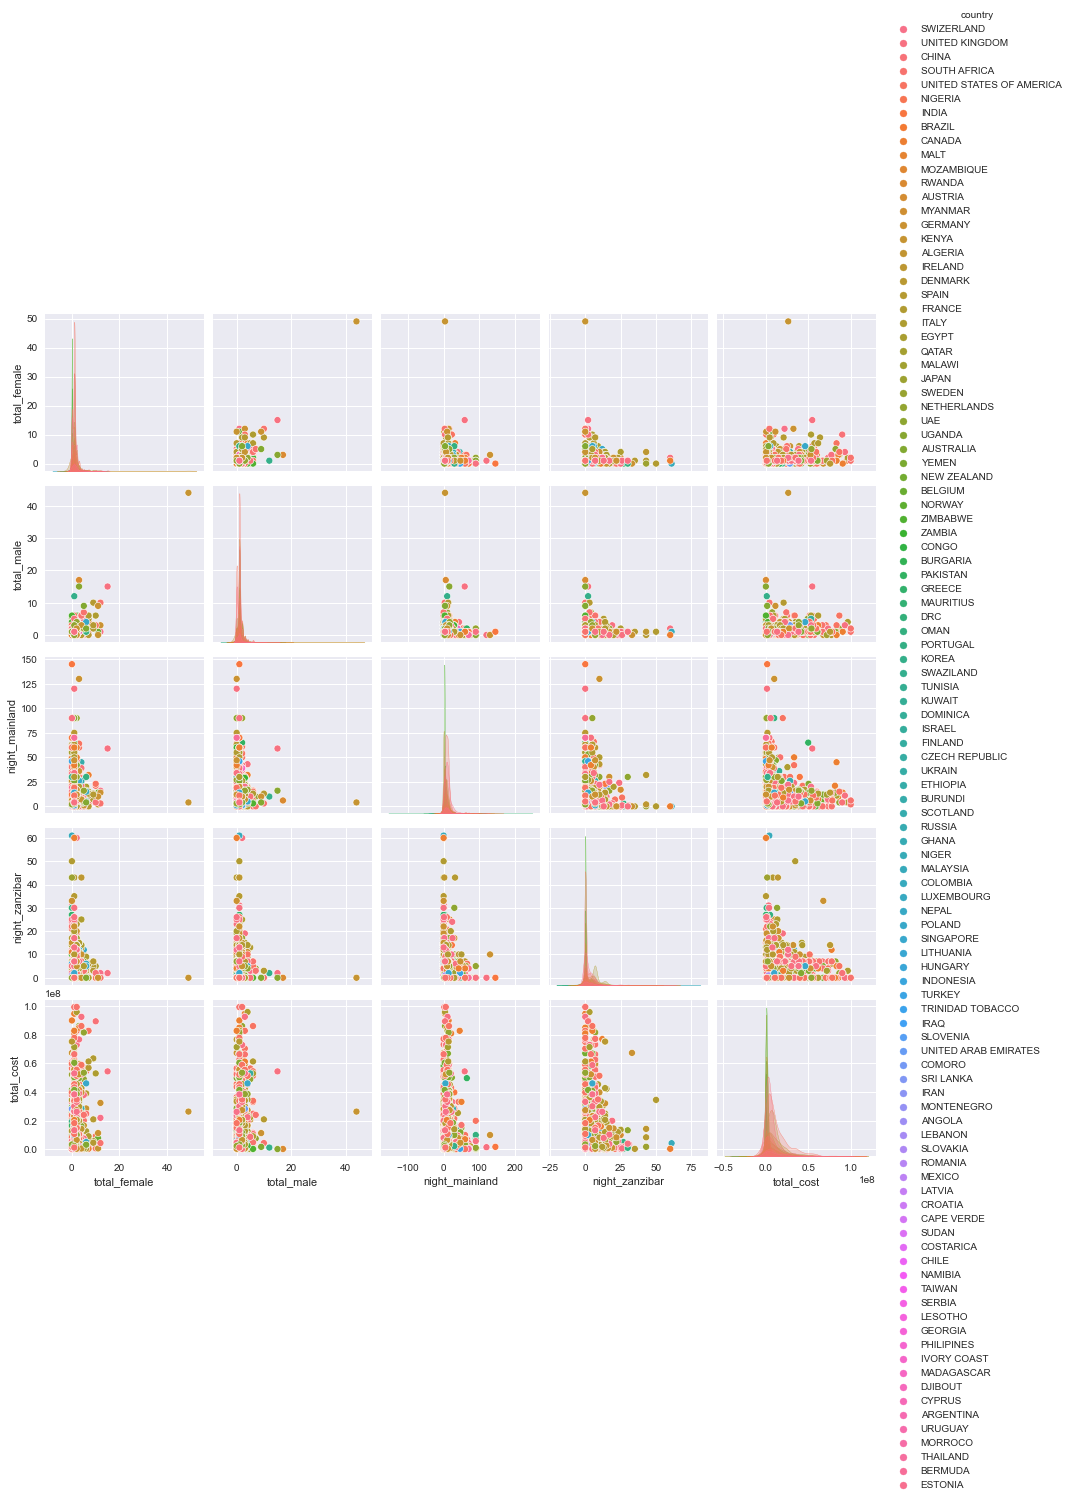 country
SWIZERLAND
UNITED KINGDOM
CHINA
SOUTH AFRICA
UNITED STATES OF AMERICA
NIGERIA
INDIA
BRAZIL
CANADA
MALT
MOZAMBIQUE
RWANDA
AUSTRIA
MYANMAR
GERMANY
KENYA
ALGERIA
IRELAND
DENMARK
SPAIN
FRANCE
ITALY
EGYPT
QATAR
MALAWI
JAPAN
SWEDEN
NETHERLANDS
UAE
UGANDA
AUSTRALIA
YEMEN
NEW ZEALAND
BELGIUM
NORWAY
ZIMBABWE
ZAMBIA
CONGO
BURGARIA
PAKISTAN
GREECE
MAURITIUS
DRC
OMAN
PORTUGAL
KOREA
SWAZILAND
TUNISIA
KUWAIT
DOMINICA
ISRAEL
FINLAND
CZECH REPUBLIC
UKRAIN
ETHIOPIA
BURUNDI
SCOTLAND
RUSSIA
GHANA
NIGER
MALAYSIA
COLOMBIA
LUXEMBOURG
NEPAL
POLAND
SINGAPORE
LITHUANIA
HUNGARY
INDONESIA
TURKEY
TRINIDAD TOBACCO
IRAQ
SLOVENIA
UNITED ARAB EMIRATES
COMORO
SRI LANKA
IRAN
MONTENEGRO
ANGOLA
LEBANON
SLOVAKIA
ROMANIA
MEXICO
LATVIA
CROATIA
CAPE VERDE
SUDAN
COSTARICA
CHILE
NAMIBIA
TAIWAN
SERBIA
LESOTHO
GEORGIA
PHILIPINES
IVORY COAST
MADAGASCAR
DJIBOUT
CYPRUS
ARGENTINA
URUGUAY
MORROCO
THAILAND
BERMUDA
ESTONIA
total_female
50
40
30
20
10
0
total_male
40
30
20
10
0
night_mainland
150
125
100
75
50
25
0
night_zanzibar
60
50
40
30
20
10
0
1e8
total_cost
1.0
0.8
0.6
0.4
0.2
0.0
0 20 40
total_female
0 20 40
total_male
−100 0 100 200
night_mainland
−25 0 25 50 75
night_zanzibar
−0.5 0.0 0.5 1.0
1e8
total_cost